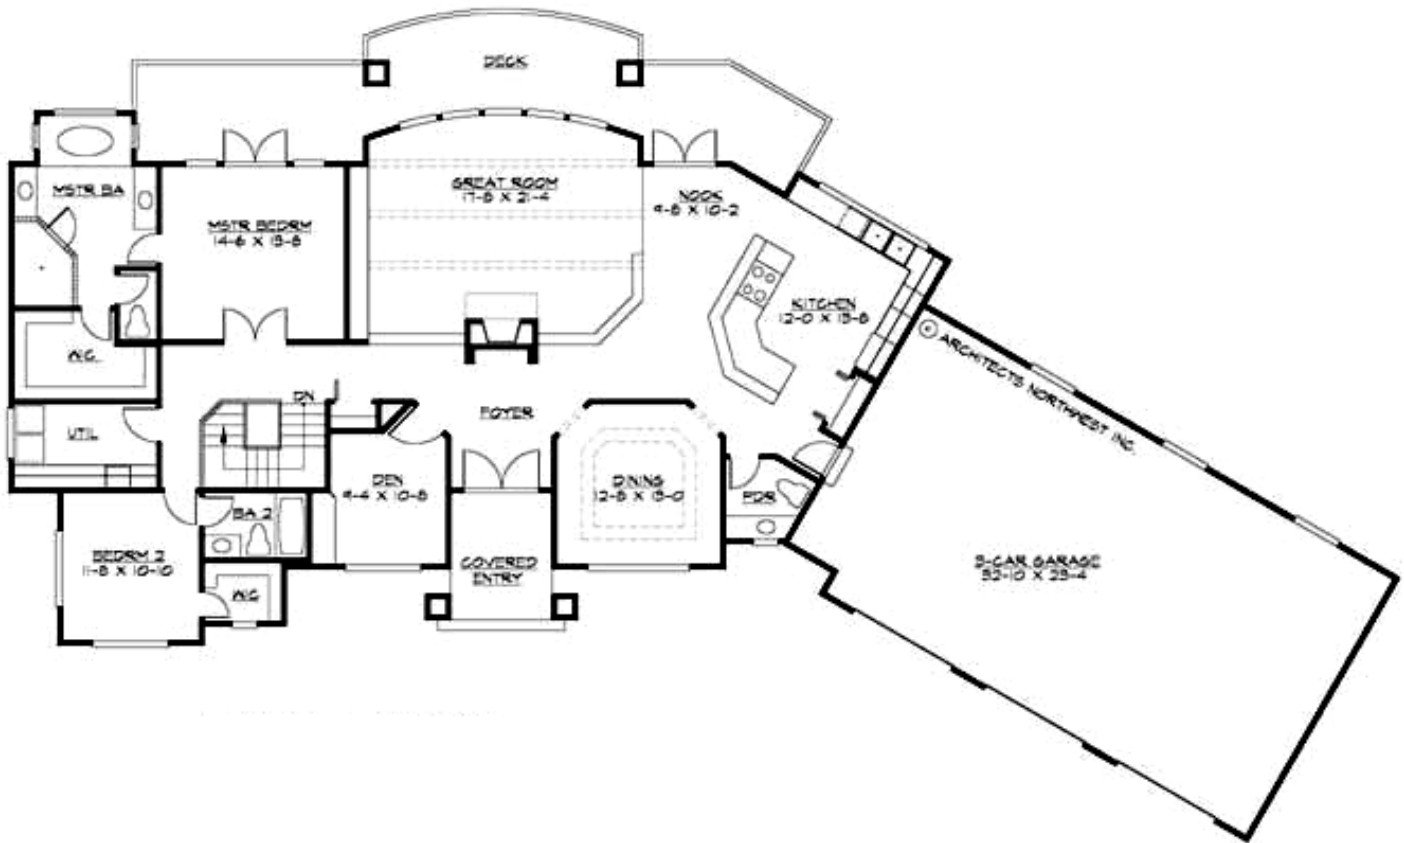 DECK
MSTR BA
GREAT ROOM
17-8 X 21-4
NOOK
9-8 X 10-2
MSTR BEDRM
14-6 X 13-8
KITCHEN
12-0 X 13-8
WIC
ARCHITECTS NORTHWEST INC.
DN
FOYER
UTIL
DEN
9-4 X 10-8
DINING
12-8 X 13-0
PDR
BA 2
BEDRM 2
11-8 X 10-10
COVERED
ENTRY
WIC
3-CAR GARAGE
32-10 X 23-4